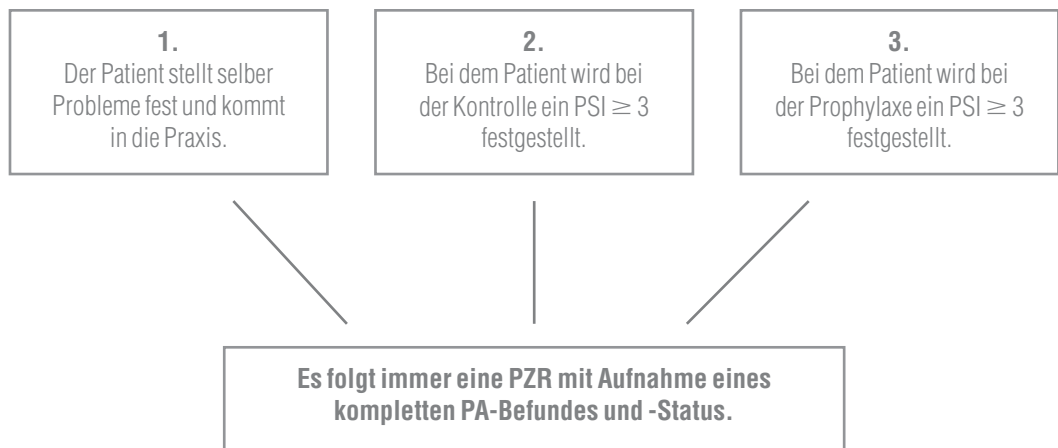 1.
Der Patient stellt selber
Probleme fest und kommt
in die Praxis.
2.
Bei dem Patient wird bei
der Kontrolle ein PSI ≥ 3
festgestellt.
3.
Bei dem Patient wird bei
der Prophylaxe ein PSI ≥ 3
festgestellt.
Es folgt immer eine PZR mit Aufnahme eines
kompletten PA-Befundes und -Status.